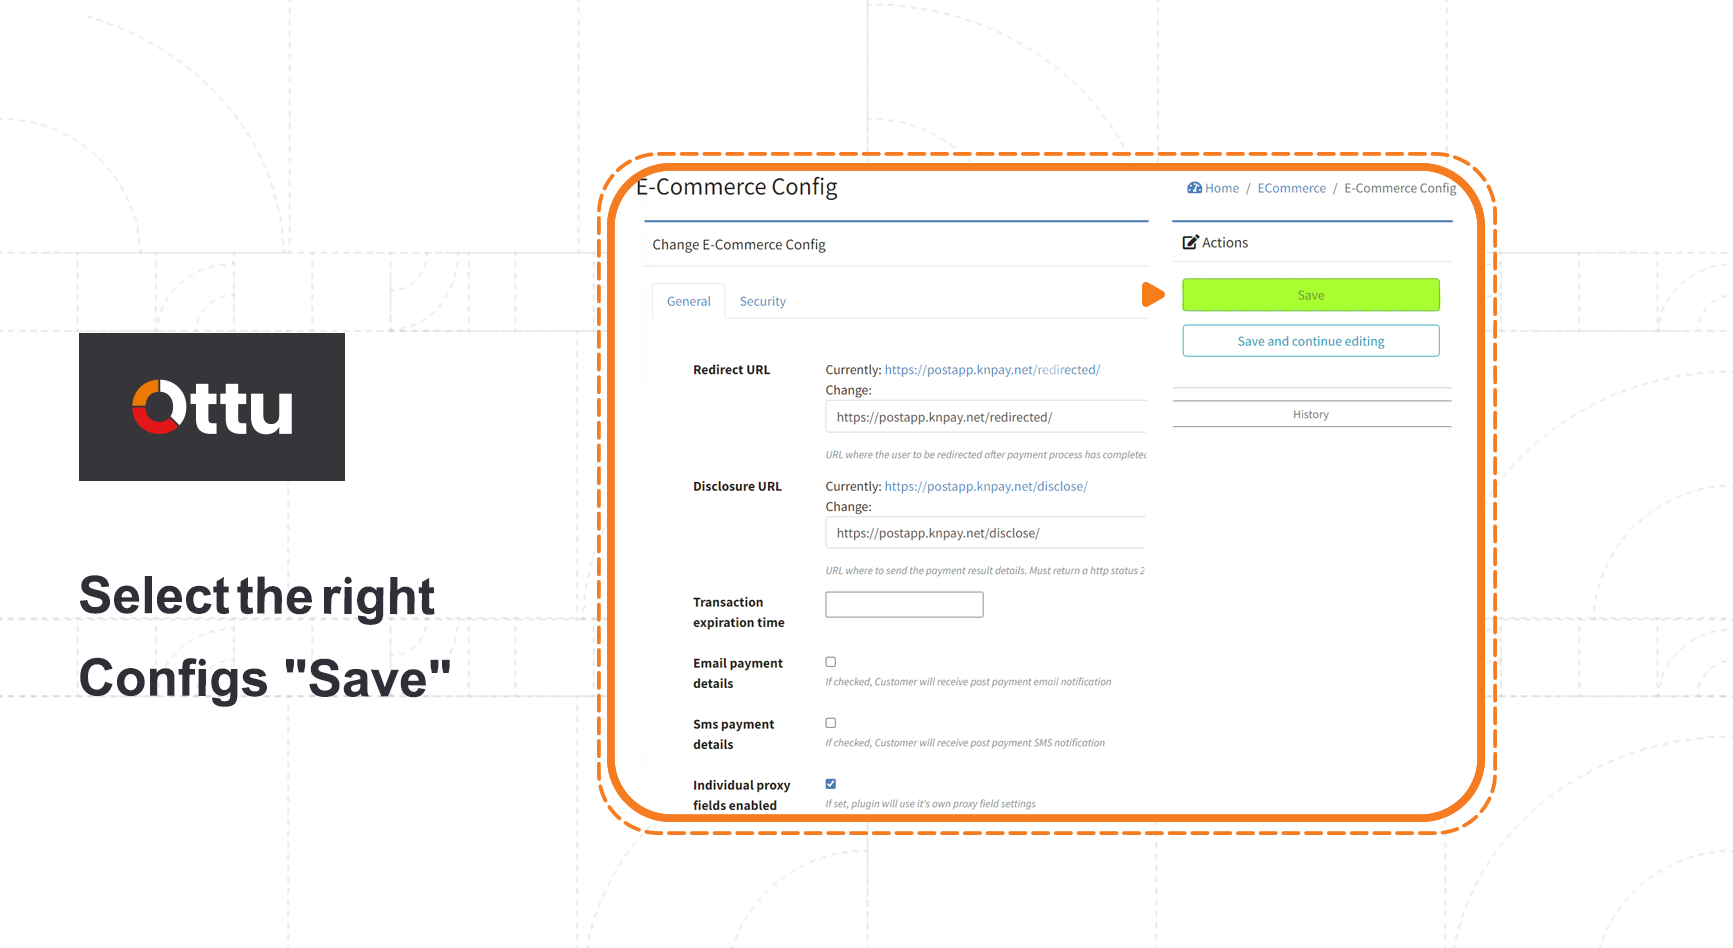 Ottu
Select the right
Configs "Save"
E-Commerce Config
Home / ECommerce / E-Commerce Config
Change E-Commerce Config
General Security
Redirect URL
Currently: https://postapp.knpay.net/redirected/
Change:
https://postapp.knpay.net/redirected/
URL where the user to be redirected after payment process has completed
Disclosure URL
Currently: https://postapp.knpay.net/disclose/
Change:
https://postapp.knpay.net/disclose/
URL where to send the payment result details. Must return a http status 2
Transaction
expiration time
Email payment
details
If checked, Customer will receive post payment email notification
Sms payment
details
If checked, Customer will receive post payment SMS notification
Individual proxy
fields enabled
If set, plugin will use it's own proxy field settings
Actions
Save
Save and continue editing
History